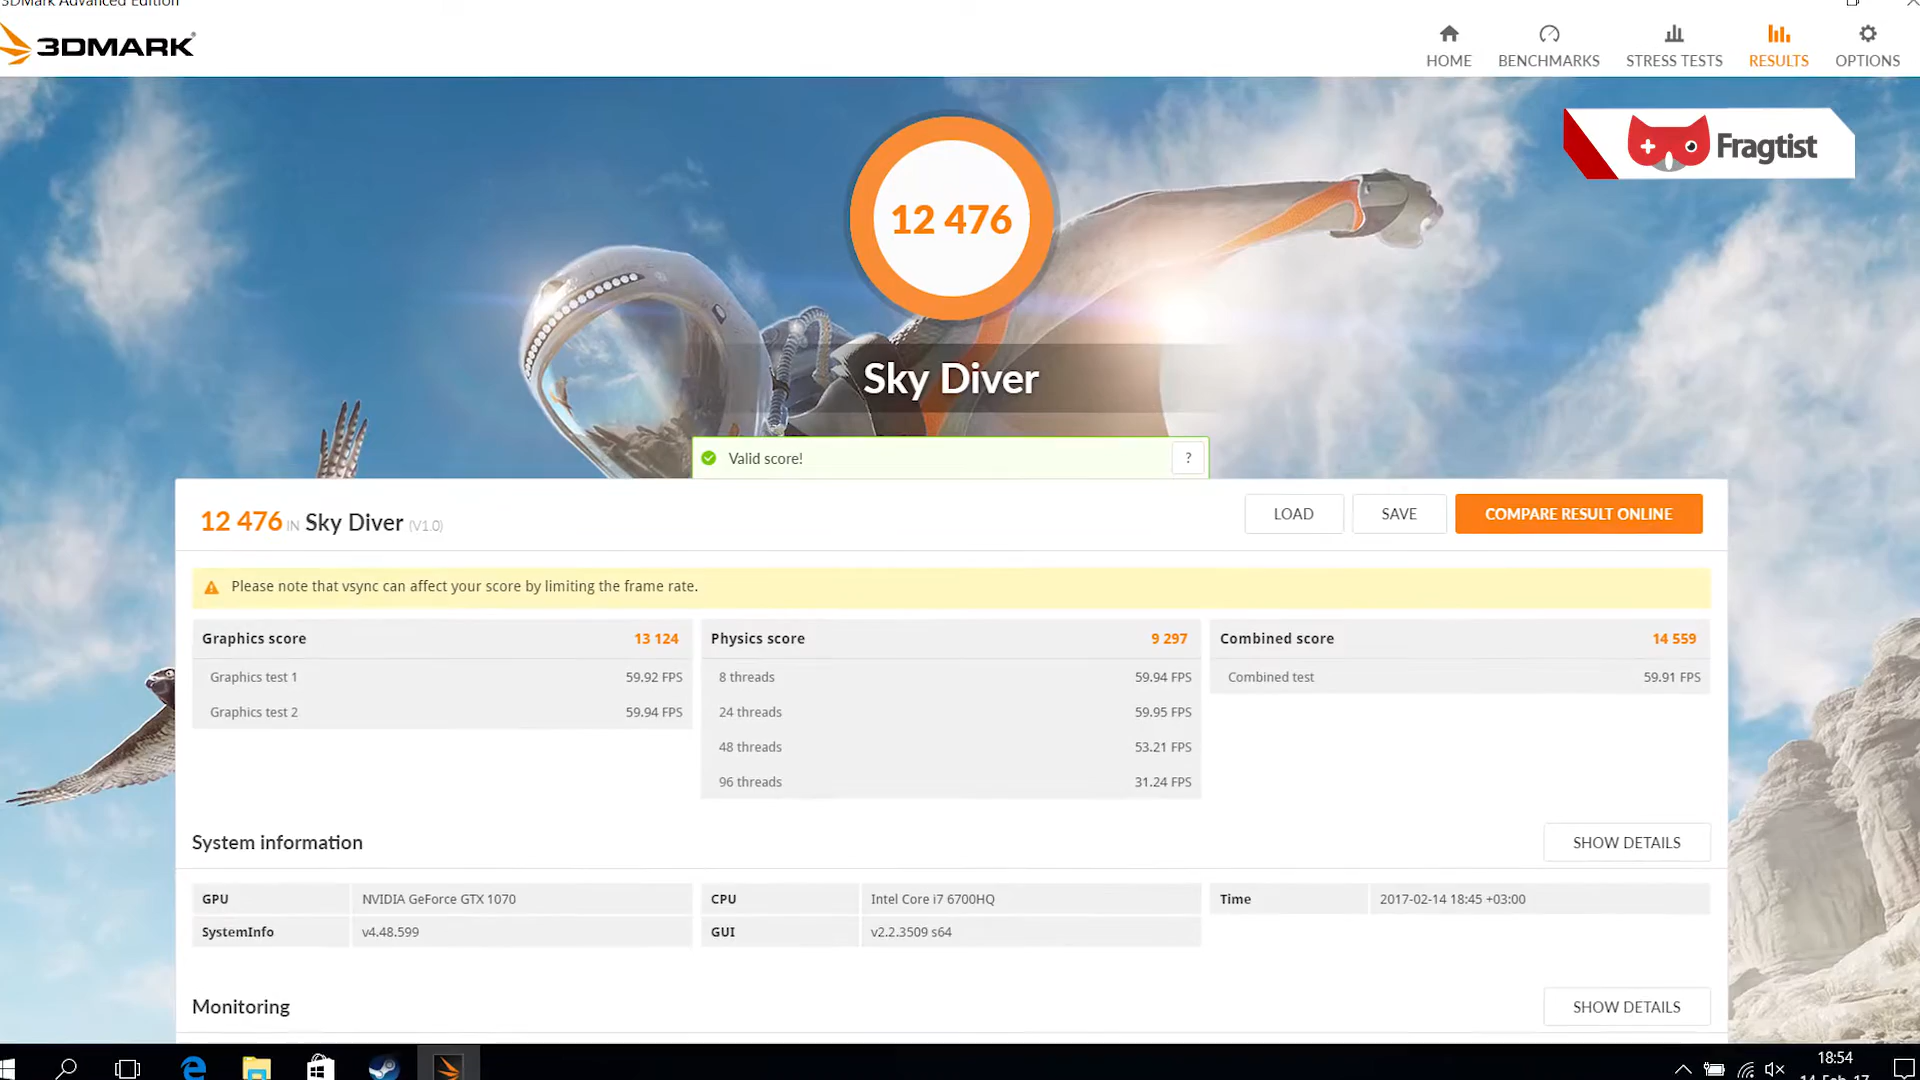 3DMark Advanced Edition
3DMARK
HOME
BENCHMARKS
STRESS TESTS
RESULTS
OPTIONS
Fragtist
12 476
Sky Diver
Valid score!
?
12 476 IN Sky Diver (V1.0)
LOAD
SAVE
COMPARE RESULT ONLINE
Please note that vsync can affect your score by limiting the frame rate.
Graphics score 13 124
Graphics test 1 59.92 FPS
Graphics test 2 59.94 FPS
Physics score 9 297
8 threads 59.94 FPS
24 threads 59.95 FPS
48 threads 53.21 FPS
96 threads 31.24 FPS
Combined score 14 559
Combined test 59.91 FPS
System information
SHOW DETAILS
GPU NVIDIA GeForce GTX 1070
SystemInfo v4.48.599
CPU Intel Core i7 6700HQ
GUI v2.2.3509 s64
Time 2017-02-14 18:45 +03:00
Monitoring
SHOW DETAILS
18:54
14-Feb-17